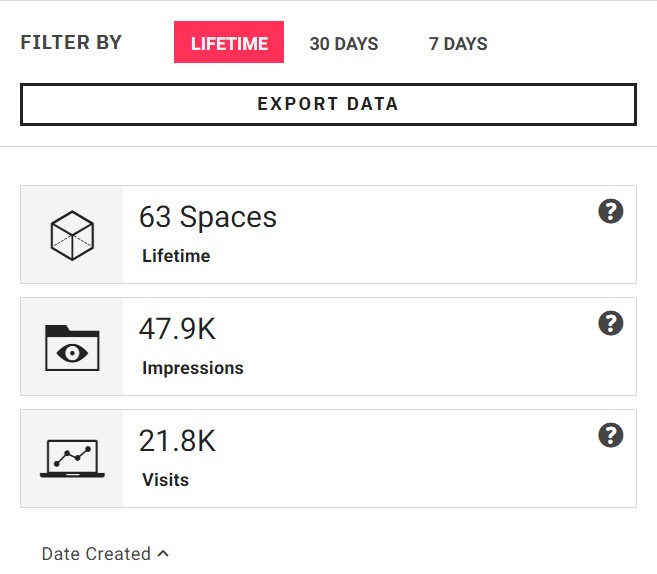 FILTER BY LIFETIME 30 DAYS 7 DAYS
EXPORT DATA
63 Spaces
Lifetime
?
47.9K
Impressions
?
21.8K
Visits
?
Date Created